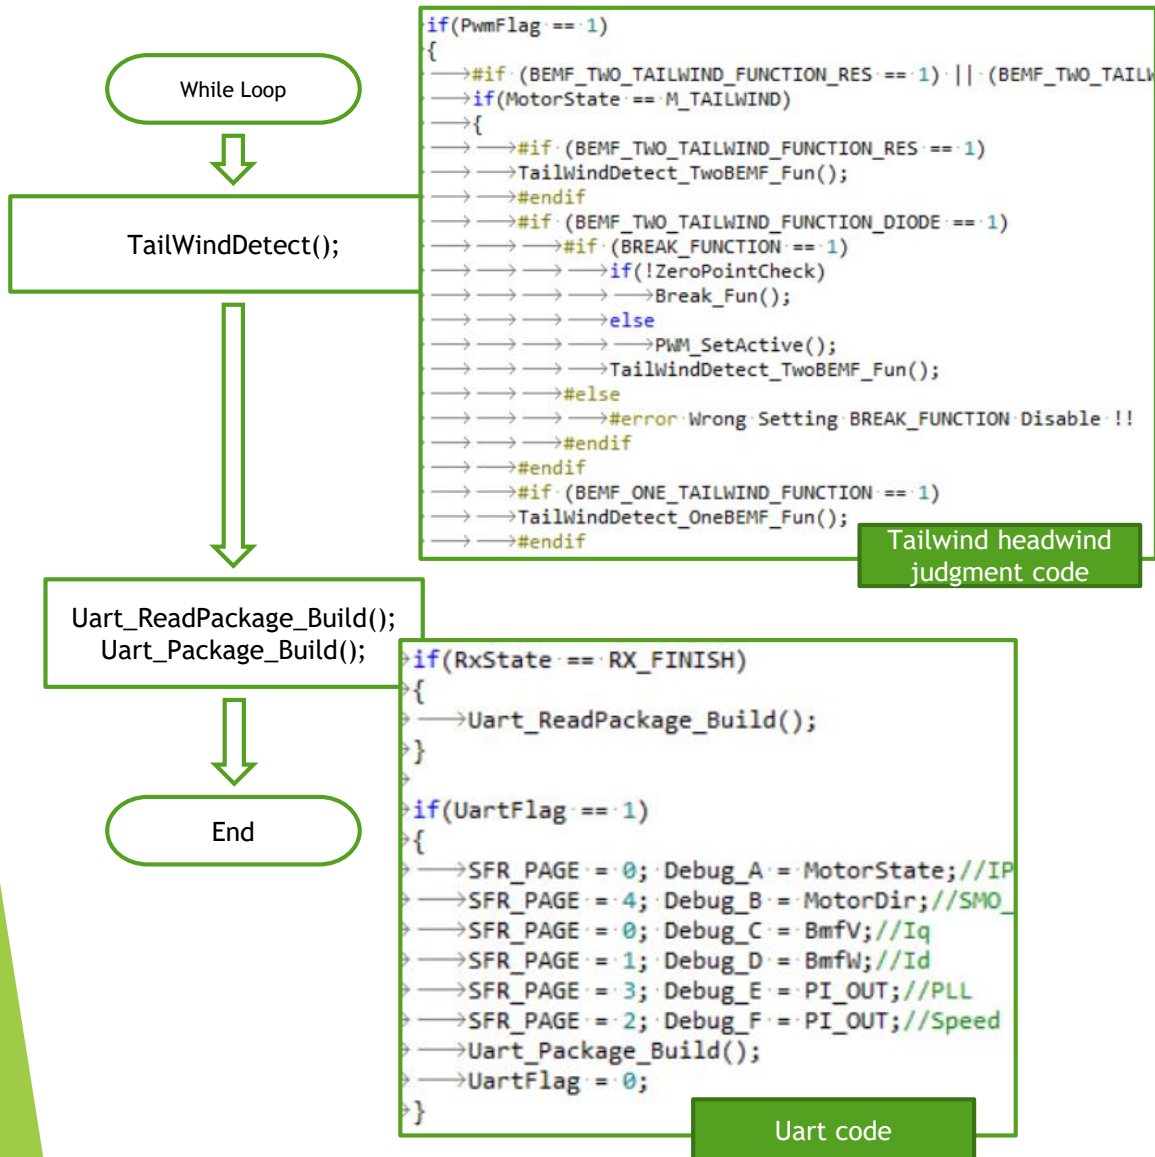 While Loop
TailWindDetect();
if(PwmFlag == 1)
{
#if (BEMF_TWO_TAILWIND_FUNCTION_RES == 1) || (BEMF_TWO_TAILW
if(MotorState == M_TAILWIND)
{
#if (BEMF_TWO_TAILWIND_FUNCTION_RES == 1)
TailWindDetect_TwoBEMF_Fun();
#endif
#if (BEMF_TWO_TAILWIND_FUNCTION_DIODE == 1)
#if (BREAK_FUNCTION == 1)
if(!ZeroPointCheck)
Break_Fun();
else
PWM_SetActive();
TailWindDetect_TwoBEMF_Fun();
#else
#error Wrong Setting BREAK_FUNCTION Disable !!
#endif
#endif
#if (BEMF_ONE_TAILWIND_FUNCTION == 1)
TailWindDetect_OneBEMF_Fun();
#endif
Tailwind headwind
judgment code
Uart_ReadPackage_Build();
Uart_Package_Build();
End
if(RxState == RX_FINISH)
{
Uart_ReadPackage_Build();
}
if(UartFlag == 1)
{
SFR_PAGE = 0; Debug_A = MotorState;//IP
SFR_PAGE = 4; Debug_B = MotorDir;//SMO_
SFR_PAGE = 0; Debug_C = BmfV;//Iq
SFR_PAGE = 1; Debug_D = BmfW;//Id
SFR_PAGE = 3; Debug_E = PI_OUT;//PLL
SFR_PAGE = 2; Debug_F = PI_OUT;//Speed
Uart_Package_Build();
UartFlag = 0;
}
Uart code